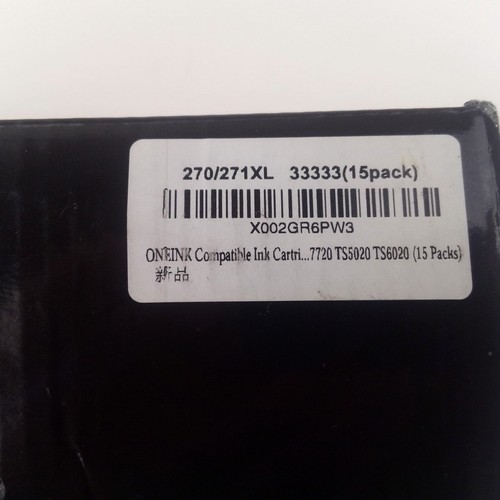 270/271XL 33333(15pack)
X002GR6PW3
ONEINK Compatible Ink Cartri...7720 TS5020 TS6020 (15 Packs)
新品